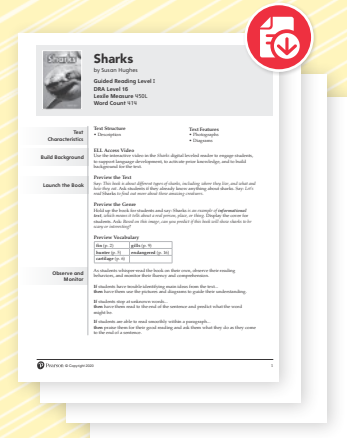 Sharks
Sharks
by Susan Hughes
Guided Reading Level I
DRA Level 16
Lexile Measure 450L
Word Count 414
Text
Characteristics
Text Structure
• Description
Text Features
• Photographs
• Diagrams
Build Background
ELL Access Video
Use the interactive video in the Sharks digital leveled reader to engage students,
to support language development, to activate prior knowledge, and to build
background for the text.
Launch the Book
Preview the Text
Say: This book is about different types of sharks, including where they live, and what and
how they eat. Ask students if they already know anything about sharks. Say: Let's
read Sharks to find out more about these amazing creatures.
Preview the Genre
Hold up the book for students and say: Sharks is an example of informational
text, which means it tells about a real person, place, or thing. Display the cover for
students. Ask: Based on this image, can you predict if this book will show sharks to be
scary or interesting?
Preview Vocabulary
fin (p. 2)
gills (p. 9)
hunter (p. 5)
endangered (p. 16)
cartilage (p. 6)
Observe and
Monitor
As students whisper-read the book on their own, observe their reading
behaviors, and monitor their fluency and comprehension.
If students have trouble identifying main ideas from the text...
then have them use the pictures and diagrams to guide their understanding.
If students stop at unknown words...
then have them read to the end of the sentence and predict what the word
might be.
If students are able to read smoothly within a paragraph...
then praise them for their good reading and ask them what they do as they come
to the end of a sentence.
Pearson © Copyright 2020
1